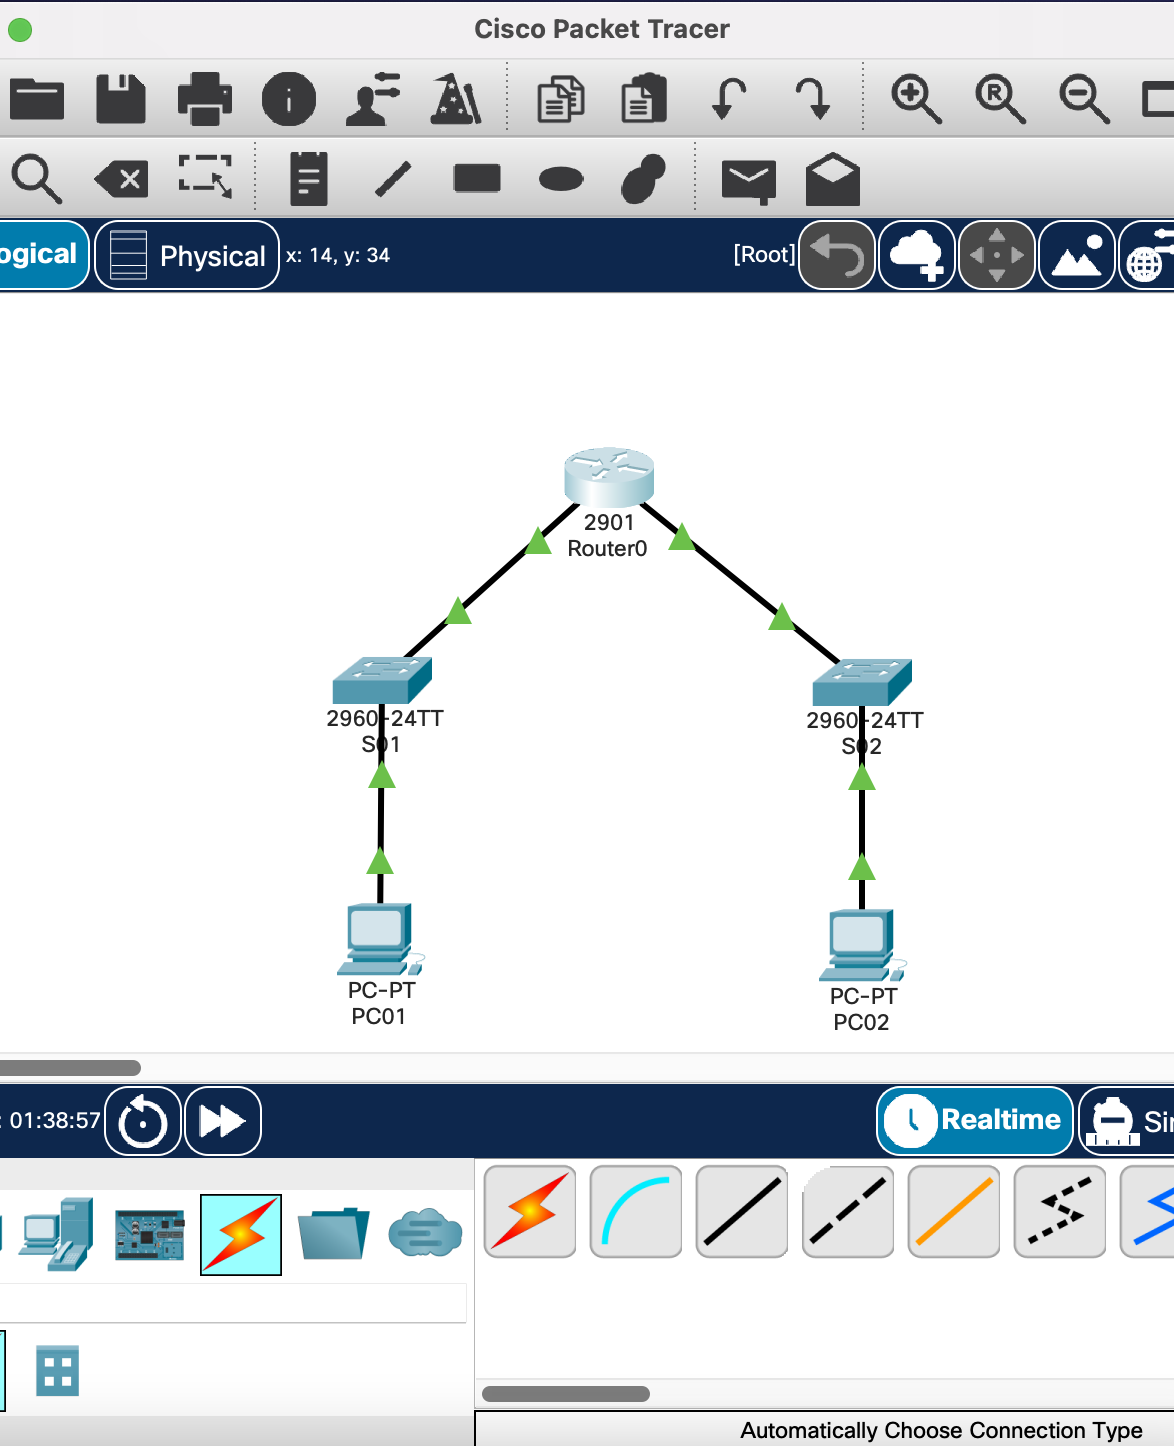 Cisco Packet Tracer
ogical
Physical
x: 14, y: 34
[Root]
2901
Router0
2960-24TT
S01
2960-24TT
S02
PC-PT
PC01
PC-PT
PC02
: 01:38:57
Realtime
Sir
Automatically Choose Connection Type